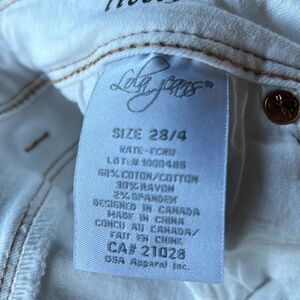 Lola Jeans®
SIZE 28/4
KATE-ECRU
LOT:#1000485
68%COTON/COTTON
30%RAYON
2%SPANDEX
DESIGNED IN CANADA
MADE IN CHINA
CONCU AU CANADA/
FAIT EN CHINE
CA# 21028
OSA Apparel Inc.